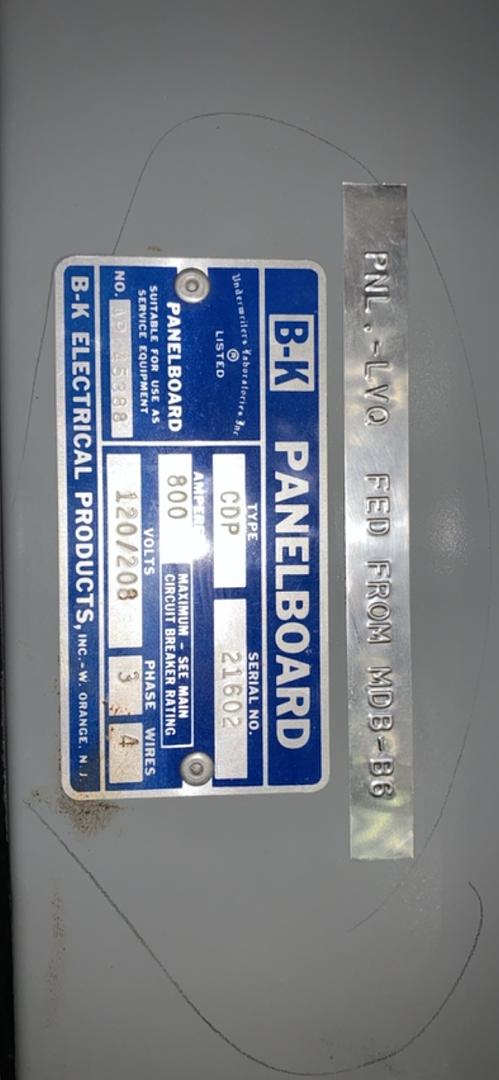 PNL.-LVQ FED FROM MDB-B6
B-K PANELBOARD
Underwriters Laboratories Inc.
®
LISTED
PANELBOARD
SUITABLE FOR USE AS
SERVICE EQUIPMENT
NO.
TYPE SERIAL NO.
CDP 21602
AMPERES
800 MAXIMUM - SEE MAIN
CIRCUIT BREAKER RATING
VOLTS PHASE WIRES
120/208 3 4
B-K ELECTRICAL PRODUCTS, INC.-W. ORANGE, N.J.